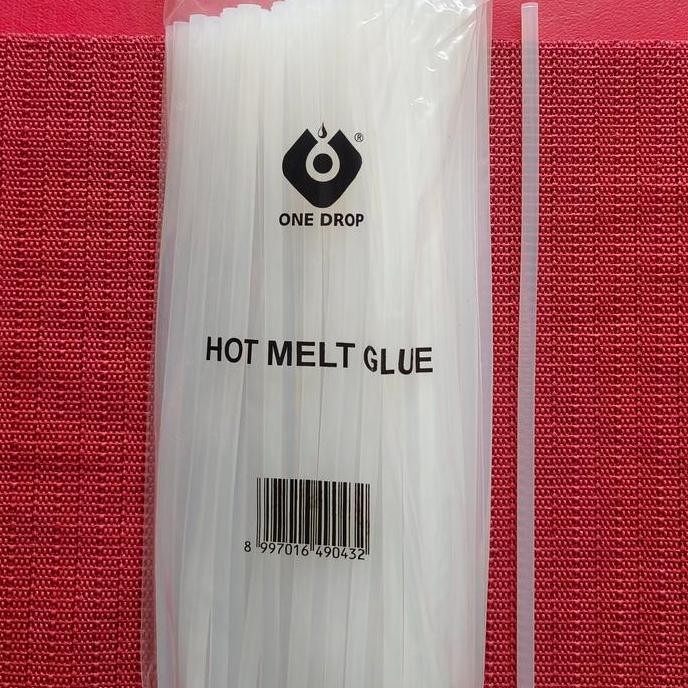 ®
ONE DROP
HOT MELT GLUE
8 997016 490432